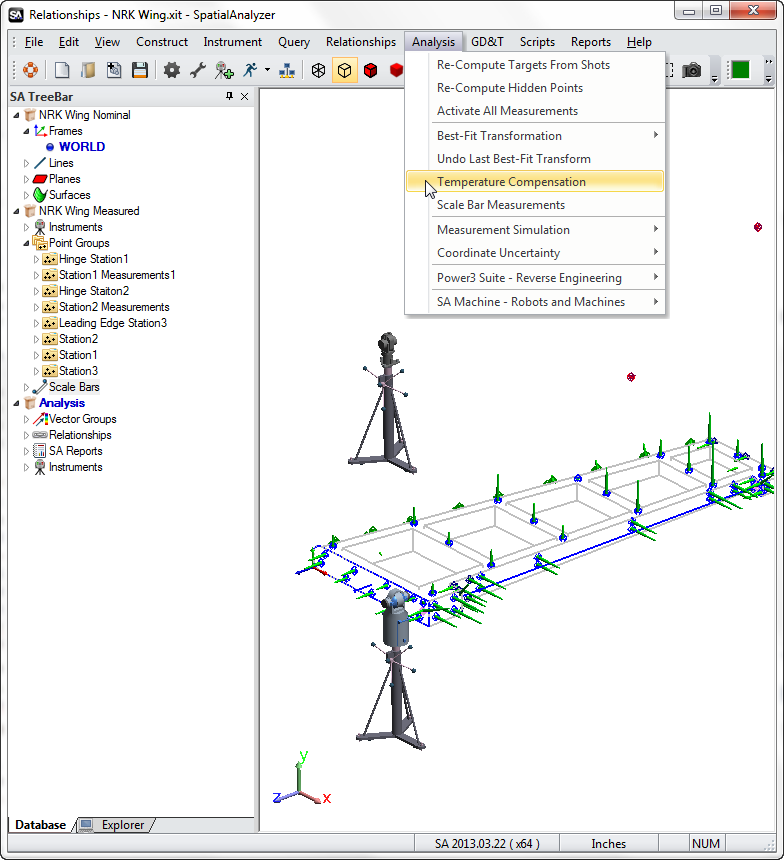 SA Relationships - NRK Wing.xit - SpatialAnalyzer
File Edit View Construct Instrument Query Relationships Analysis GD&T Scripts Reports Help
SA TreeBar
NRK Wing Nominal
Frames
WORLD
Lines
Planes
Surfaces
NRK Wing Measured
Instruments
Point Groups
Hinge Station1
Station1 Measurements1
Hinge Staiton2
Station2 Measurements
Leading Edge Station3
Station2
Station1
Station3
Scale Bars
Analysis
Vector Groups
Relationships
SA Reports
Instruments
Re-Compute Targets From Shots
Re-Compute Hidden Points
Activate All Measurements
Best-Fit Transformation
Undo Last Best-Fit Transform
Temperature Compensation
Scale Bar Measurements
Measurement Simulation
Coordinate Uncertainty
Power3 Suite - Reverse Engineering
SA Machine - Robots and Machines
y
z x
Database Explorer
SA 2013.03.22 ( x64 ) Inches NUM